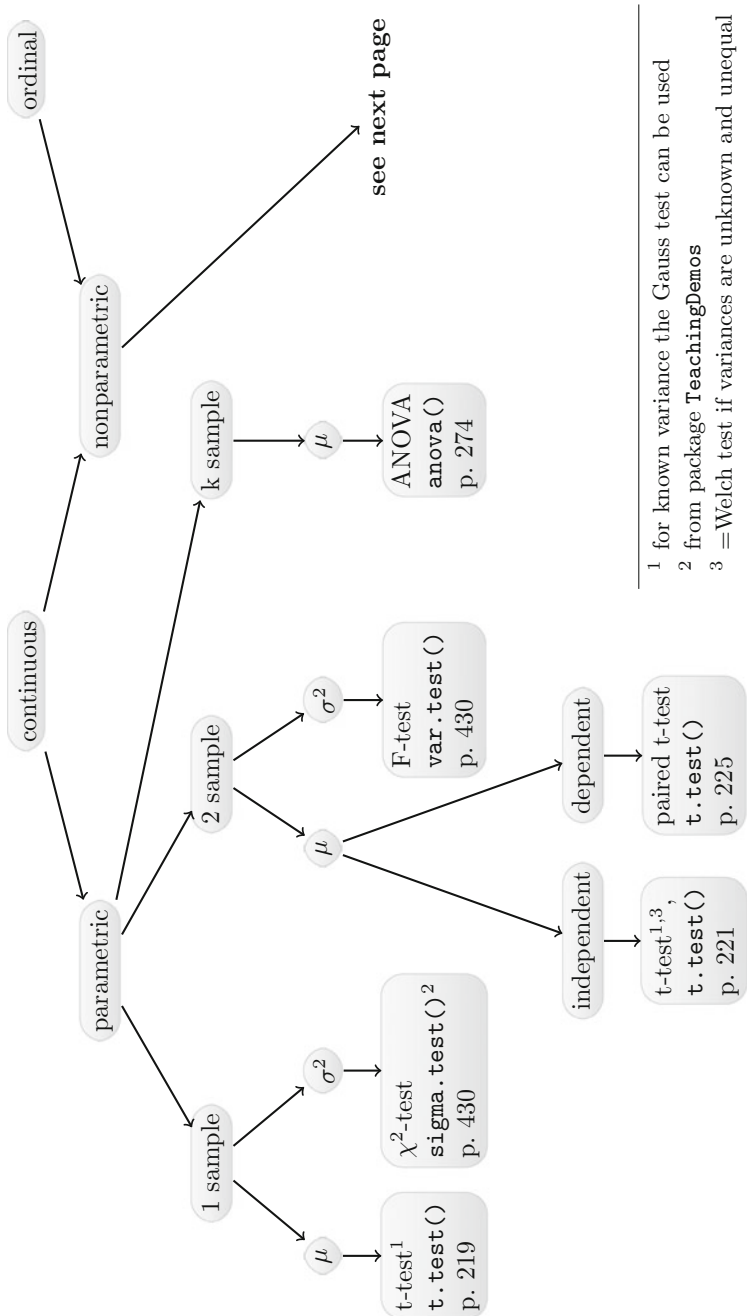 continuous
ordinal
parametric
nonparametric
1 sample
2 sample
k sample
see next page
μ
σ²
μ
σ²
μ
t-test¹
t.test()
p. 219
χ²-test
sigma.test()²
p. 430
F-test
var.test()
p. 430
ANOVA
anova()
p. 274
independent
dependent
t-test¹,³,
t.test()
p. 221
paired t-test
t.test()
p. 225
¹ for known variance the Gauss test can be used
² from package TeachingDemos
³ =Welch test if variances are unknown and unequal